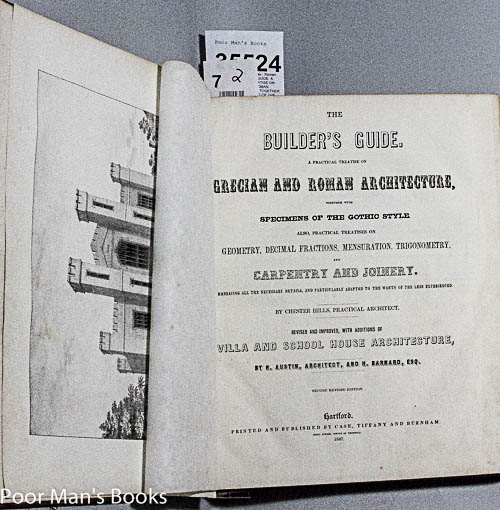 Poor Man's Books
35524
7 2
THE
BUILDER'S GUIDE.
A PRACTICAL TREATISE ON
GRECIAN AND ROMAN ARCHITECTURE,
TOGETHER WITH
SPECIMENS OF THE GOTHIC STYLE.
ALSO, PRACTICAL TREATISES ON
GEOMETRY, DECIMAL FRACTIONS, MENSURATION, TRIGONOMETRY,
AND
CARPENTRY AND JOINERY.
EMBRACING ALL THE NECESSARY DETAILS, AND PARTICULARLY ADAPTED TO THE WANTS OF THE LESS EXPERIENCED.
BY CHESTER HILLS, PRACTICAL ARCHITECT.
REVISED AND IMPROVED, WITH ADDITIONS OF
VILLA AND SCHOOL HOUSE ARCHITECTURE,
BY H. AUSTIN, ARCHITECT, AND H. BARNARD, ESQ.
SECOND REVISED EDITION.
Hartford.
PRINTED AND PUBLISHED BY CASE, TIFFANY AND BURNHAM.
1847.
Poor Man's Books